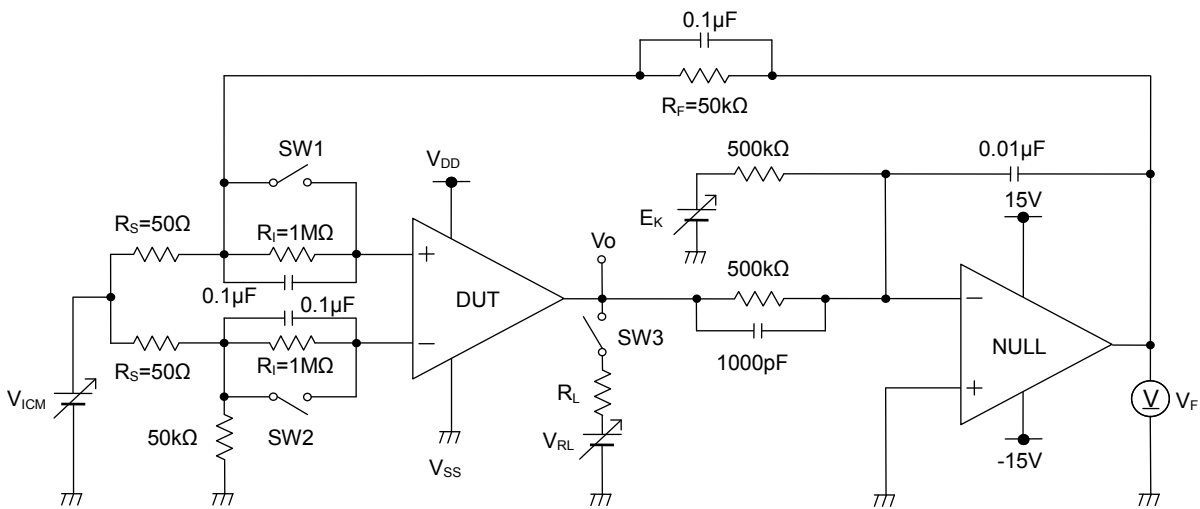 0.1µF
R_F=50kΩ
SW1
V_DD
500kΩ
0.01µF
15V
R_S=50Ω
R_I=1MΩ
E_K
Vo
+
DUT
500kΩ
0.1µF
0.1µF
−
−
SW3
NULL
R_S=50Ω
R_I=1MΩ
1000pF
+
V_ICM
R_L
V
V_F
SW2
50kΩ
V_RL
V_SS
-15V